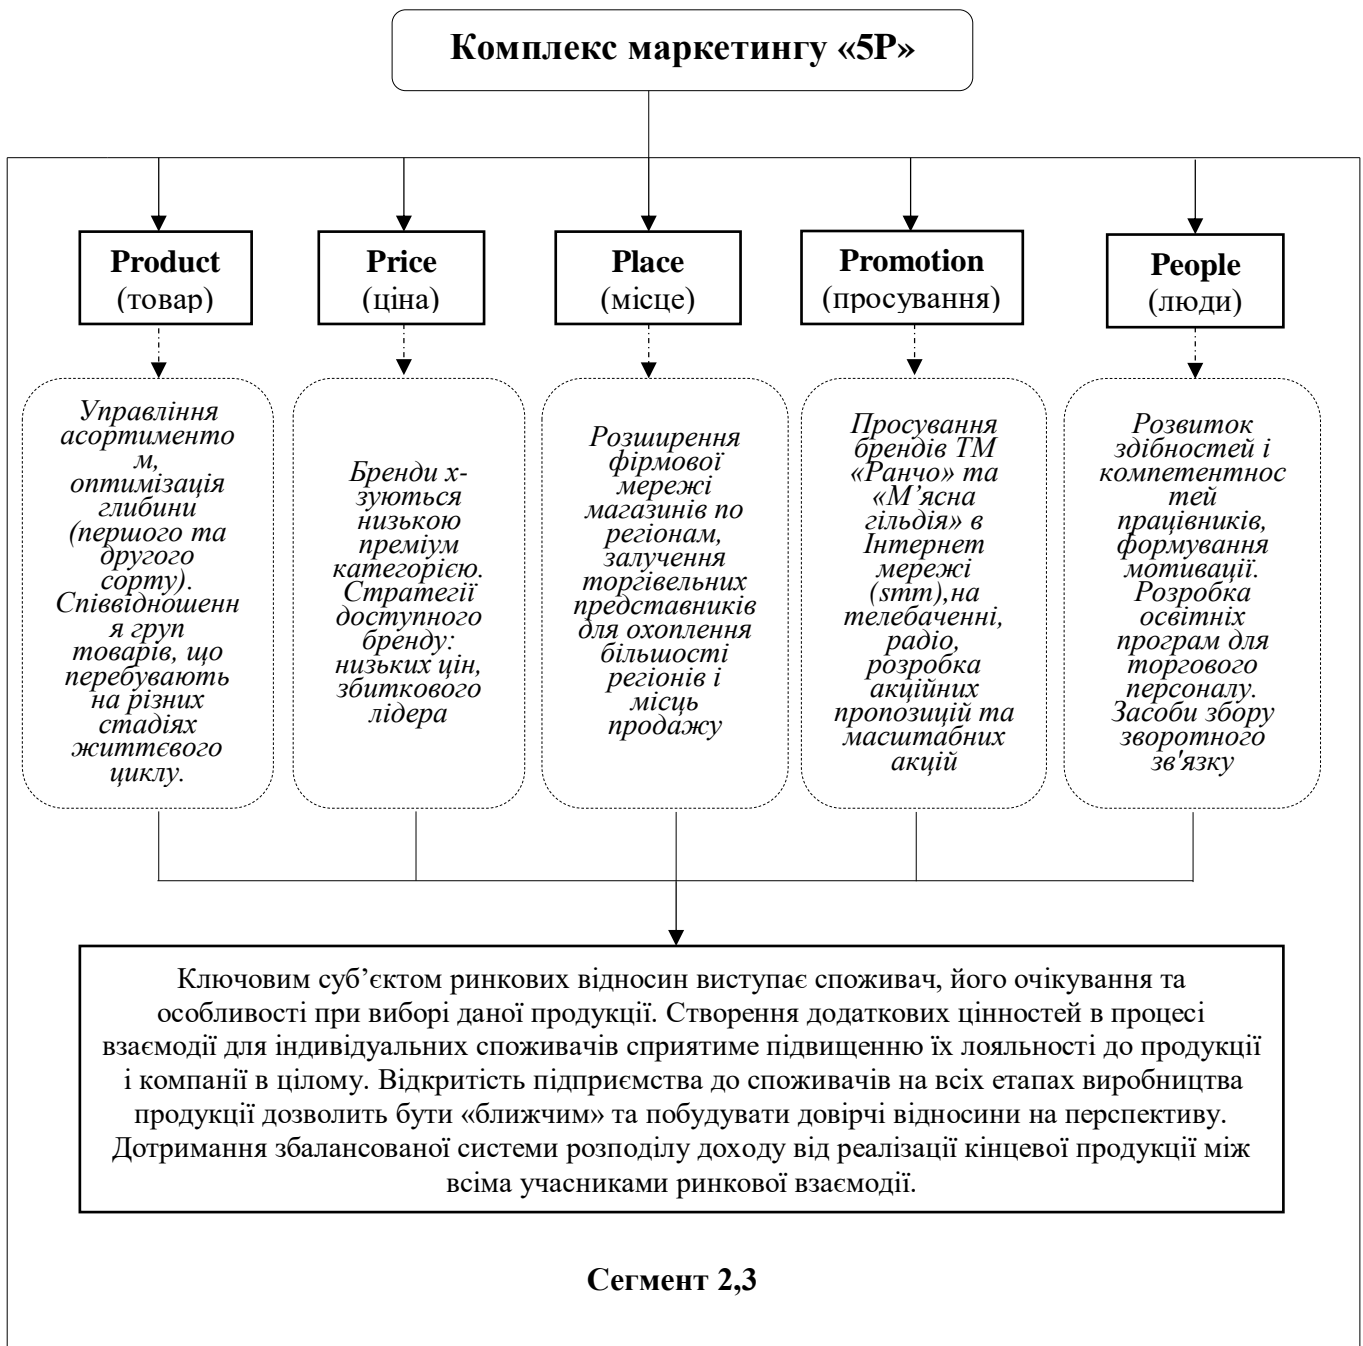 Комплекс маркетингу «5Р»
Product
(товар)
Price
(ціна)
Place
(місце)
Promotion
(просування)
People
(люди)
Управління
асортименто
м,
оптимізація
глибини
(першого та
другого
сорту).
Співвідношенн
я груп
товарів, що
перебувають
на різних
стадіях
життєвого
циклу.
Бренди х-
зуються
низькою
преміум
категорією.
Стратегії
доступного
бренду:
низьких цін,
збиткового
лідера
Розширення
фірмової
мережі
магазинів по
регіонам,
залучення
торгівельних
представників
для охоплення
більшості
регіонів і
місць
продажу
Просування
брендів ТМ
«Ранчо» та
«М’ясна
гільдія» в
Інтернет
мережі
(smm),на
телебаченні,
радіо,
розробка
акційних
пропозицій та
масштабних
акцій
Розвиток
здібностей і
компетентнос
тей
працівників,
формування
мотивації.
Розробка
освітніх
програм для
торгового
персоналу.
Засоби збору
зворотного
зв'язку
Ключовим суб’єктом ринкових відносин виступає споживач, його очікування та
особливості при виборі даної продукції. Створення додаткових цінностей в процесі
взаємодії для індивідуальних споживачів сприятиме підвищенню їх лояльності до продукції
і компанії в цілому. Відкритість підприємства до споживачів на всіх етапах виробництва
продукції дозволить бути «ближчим» та побудувати довірчі відносини на перспективу.
Дотримання збалансованої системи розподілу доходу від реалізації кінцевої продукції між
всіма учасниками ринкової взаємодії.
Сегмент 2,3